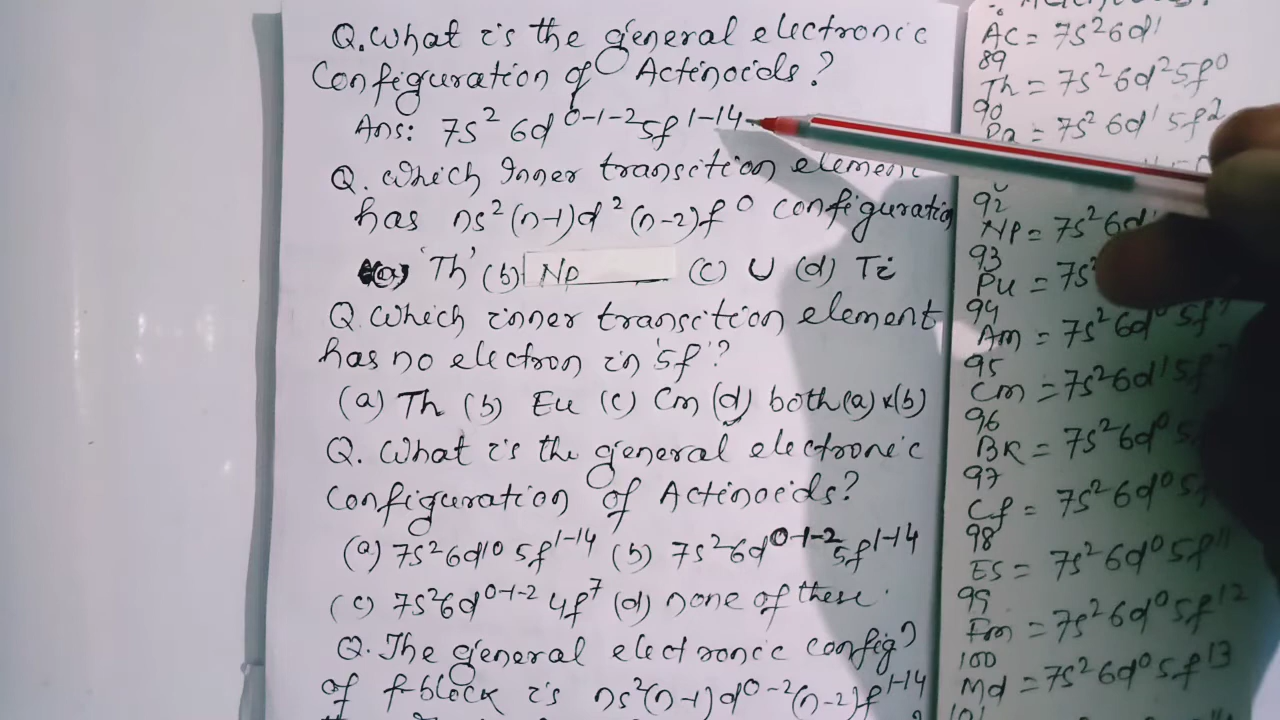 Q. What is the general electronic
Configuration of Actinoids?
Ans: 7s² 6d⁰⁻¹⁻² 5f¹⁻¹⁴
Q. Which Inner transition element
has ns² (n-1)d² (n-2)f⁰ configuration
(a) 'Th' (b) Np (c) U (d) Ti
Q. Which inner transition element
has no electron in '5f'?
(a) Th (b) Eu (c) Cm (d) both (a) & (b)
Q. What is the general electronic
configuration of Actinoids?
(a) 7s² 6d¹⁰ 5f¹⁻¹⁴ (b) 7s² 6d⁰⁻¹⁻² 5f¹⁻¹⁴
(c) 7s² 6d⁰⁻¹⁻² 4f⁷ (d) none of these.
Q. The general electronic config?
of f-block is ns² (n-1)d⁰⁻² (n-2)f¹⁻¹⁴
Ac = 7s² 6d¹
89
Th = 7s² 6d² 5f⁰
90
Pa = 7s² 6d¹ 5f²
92
Np = 7s² 6d
93
Pu = 7s²
94
Am = 7s² 6d⁰ 5f⁷
95
Cm = 7s² 6d¹ 5f⁷
96
BK = 7s² 6d⁰ 5
97
Cf = 7s² 6d⁰ 5f
98
ES = 7s² 6d⁰ 5f¹¹
99
Fm = 7s² 6d⁰ 5f¹²
100
Md = 7s² 6d⁰ 5f¹³
101